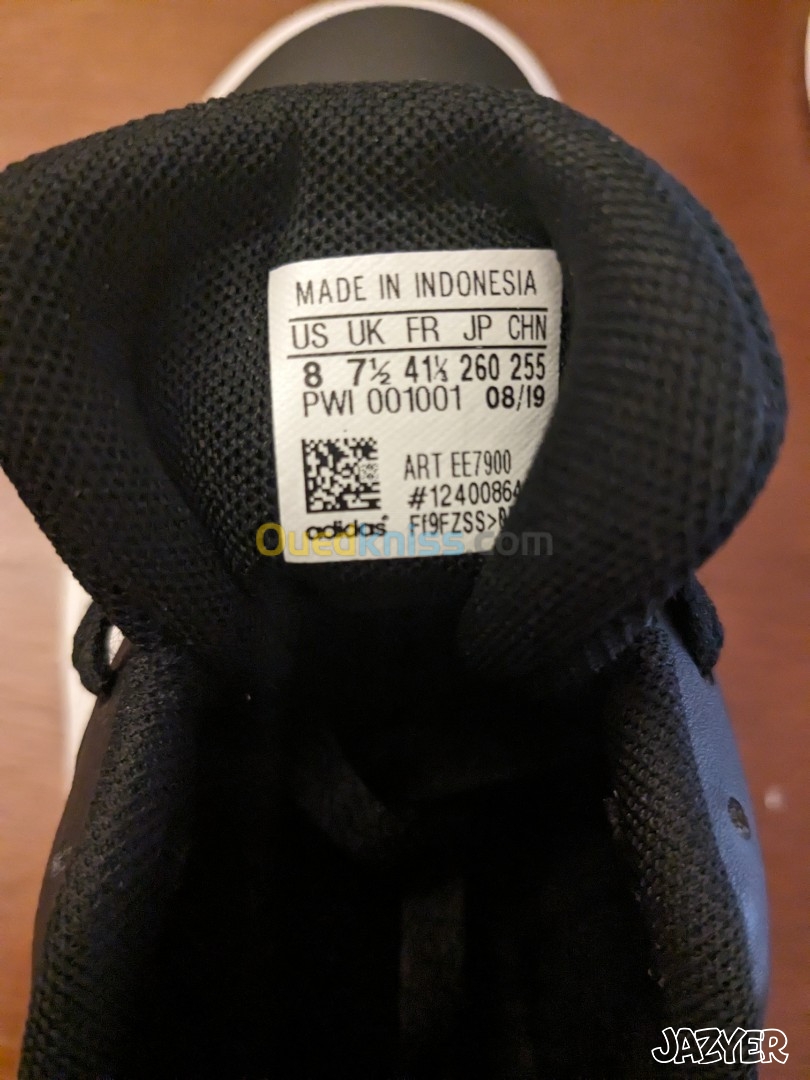 MADE IN INDONESIA
US UK FR JP CHN
8 7½ 41⅓ 260 255
PWI 001001 08/19
ART EE7900
#1240086
adidas
Ouedkniss.com
JAZYER